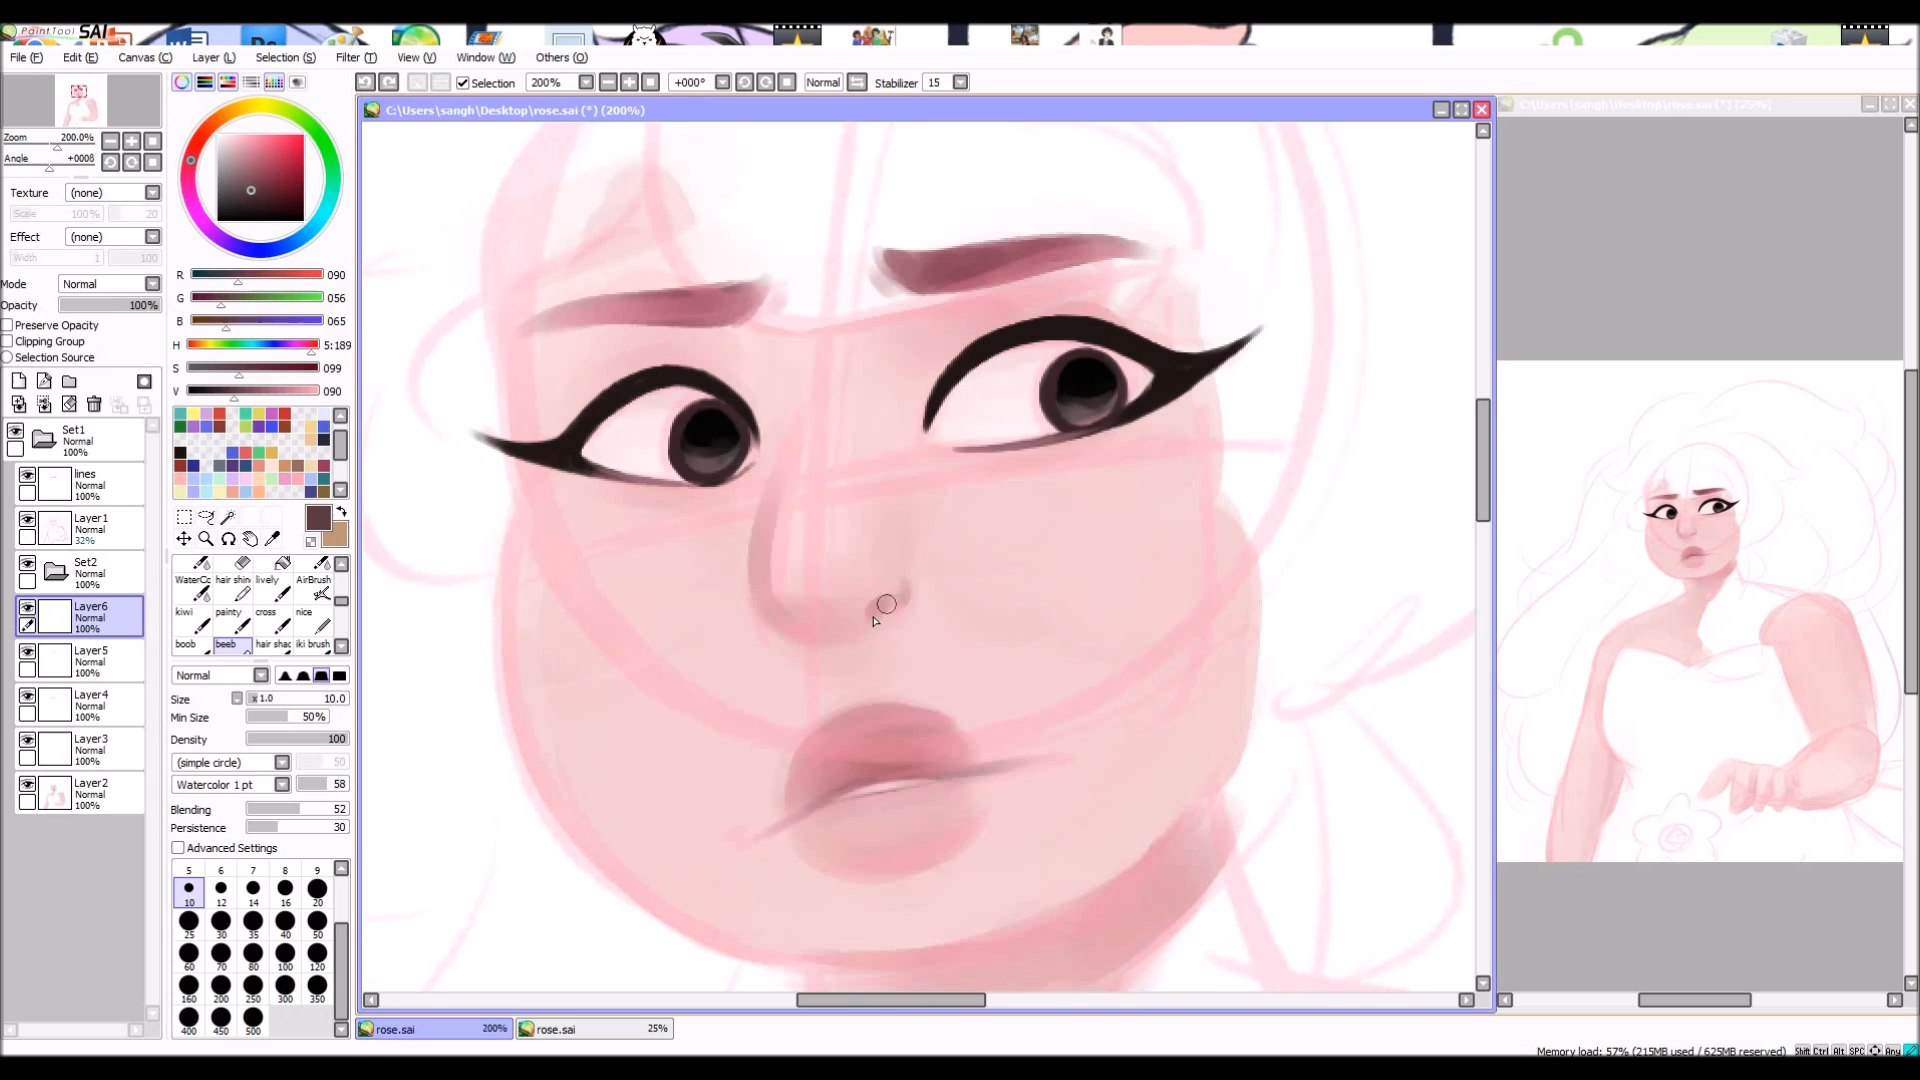 PaintTool SAI
File (F) Edit (E) Canvas (C) Layer (L) Selection (S) Filter (T) View (V) Window (W) Others (O)
Selection 200% +000° Normal Stabilizer 15
C:\Users\sangh\Desktop\rose.sai (*) (200%)
C:\Users\sangh\Desktop\rose.sai (*) (25%)
Zoom 200.0%
Angle +000ß
Texture (none)
Scale 100% 20
Effect (none)
Width 1 100
Mode Normal
Opacity 100%
Preserve Opacity
Clipping Group
Selection Source
Set1
Normal
100%
lines
Normal
100%
Layer1
Normal
32%
Set2
Normal
100%
Layer6
Normal
100%
Layer5
Normal
100%
Layer4
Normal
100%
Layer3
Normal
100%
Layer2
Normal
100%
R 090
G 056
B 065
H 5:189
S 099
V 090
WaterCo hair shin lively AirBrush
kiwi painty cross nice
boob beeb hair shac iki brush
Normal
Size x 1.0 10.0
Min Size 50%
Density 100
(simple circle) 50
Watercolor 1 pt 58
Blending 52
Persistence 30
Advanced Settings
5 6 7 8 9
10 12 14 16 20
25 30 35 40 50
60 70 80 100 120
160 200 250 300 350
400 450 500
rose.sai 200% rose.sai 25%
Memory load: 57% (215MB used / 625MB reserved) Shift Ctrl Alt SPC Any